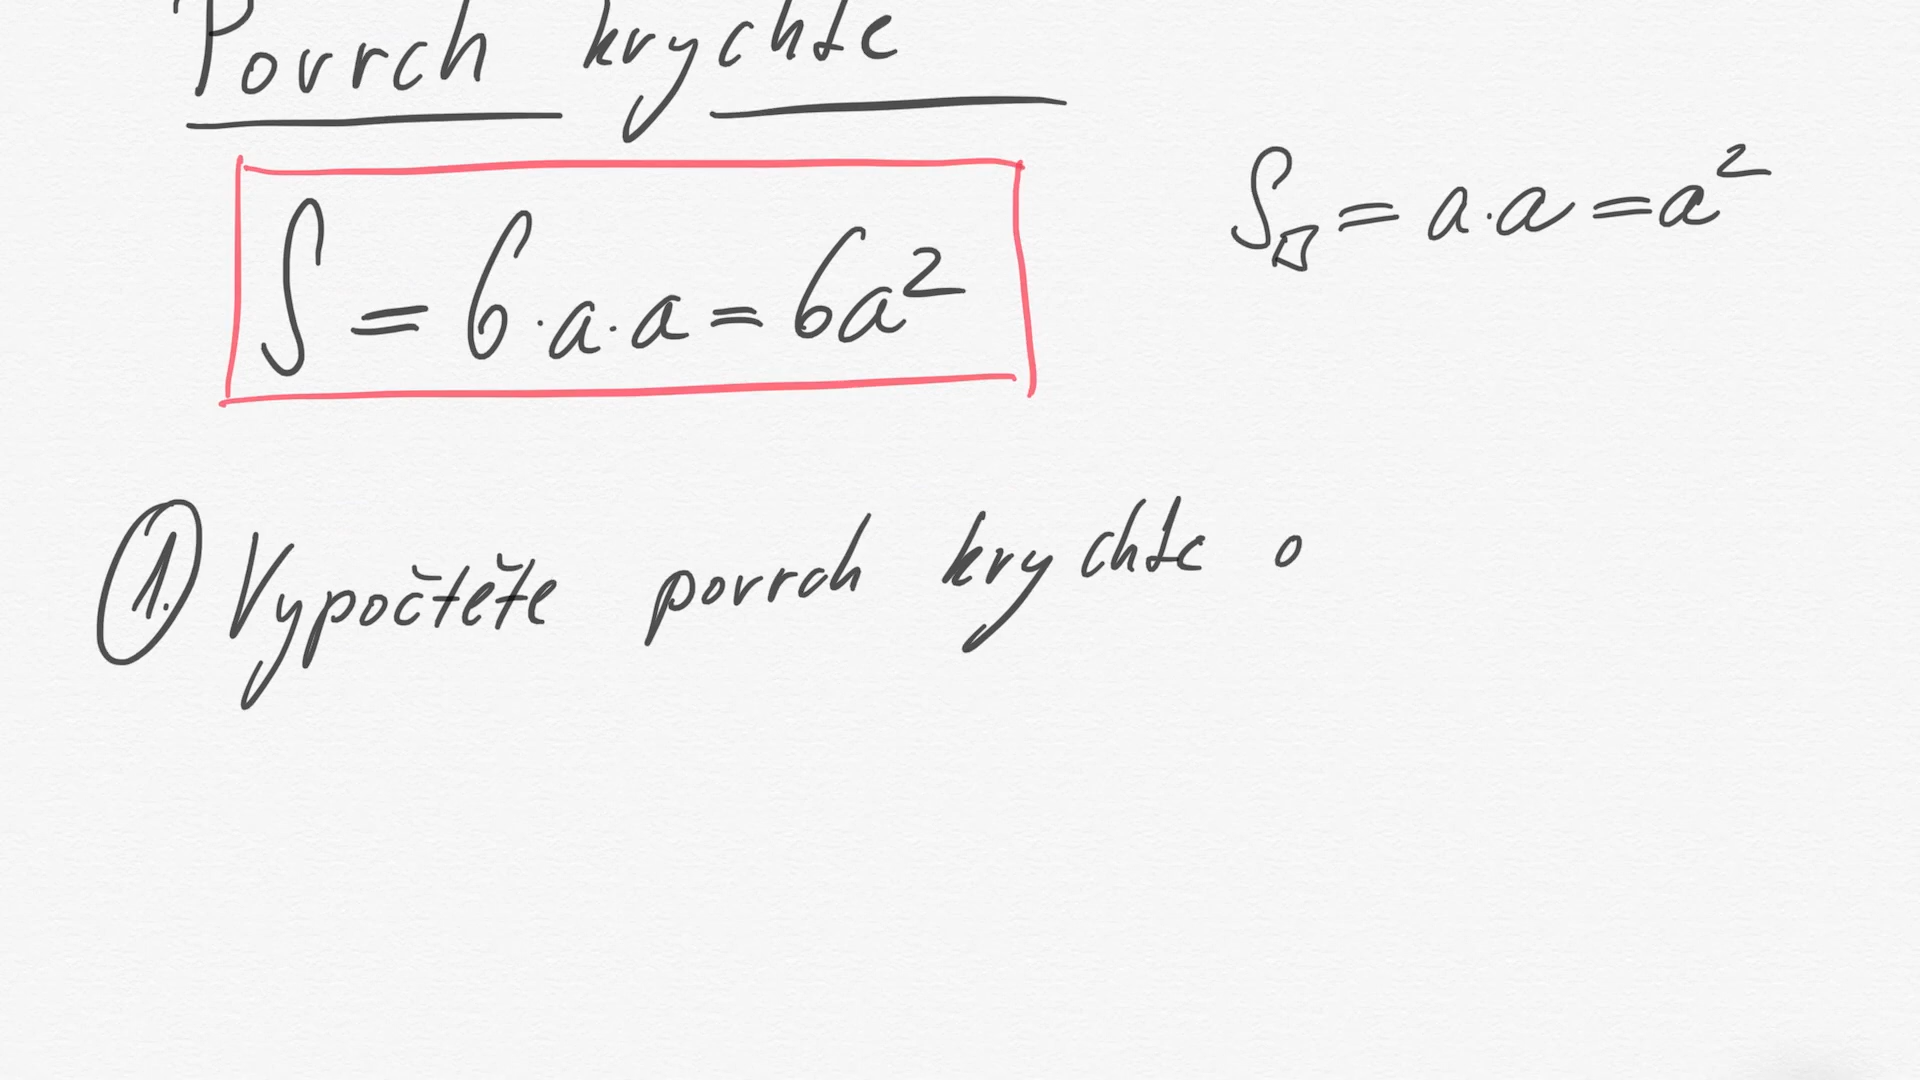 Povrch krychle
S = 6·a·a = 6a²
S□ = a·a = a²
1. Vypočtěte povrch krychle o